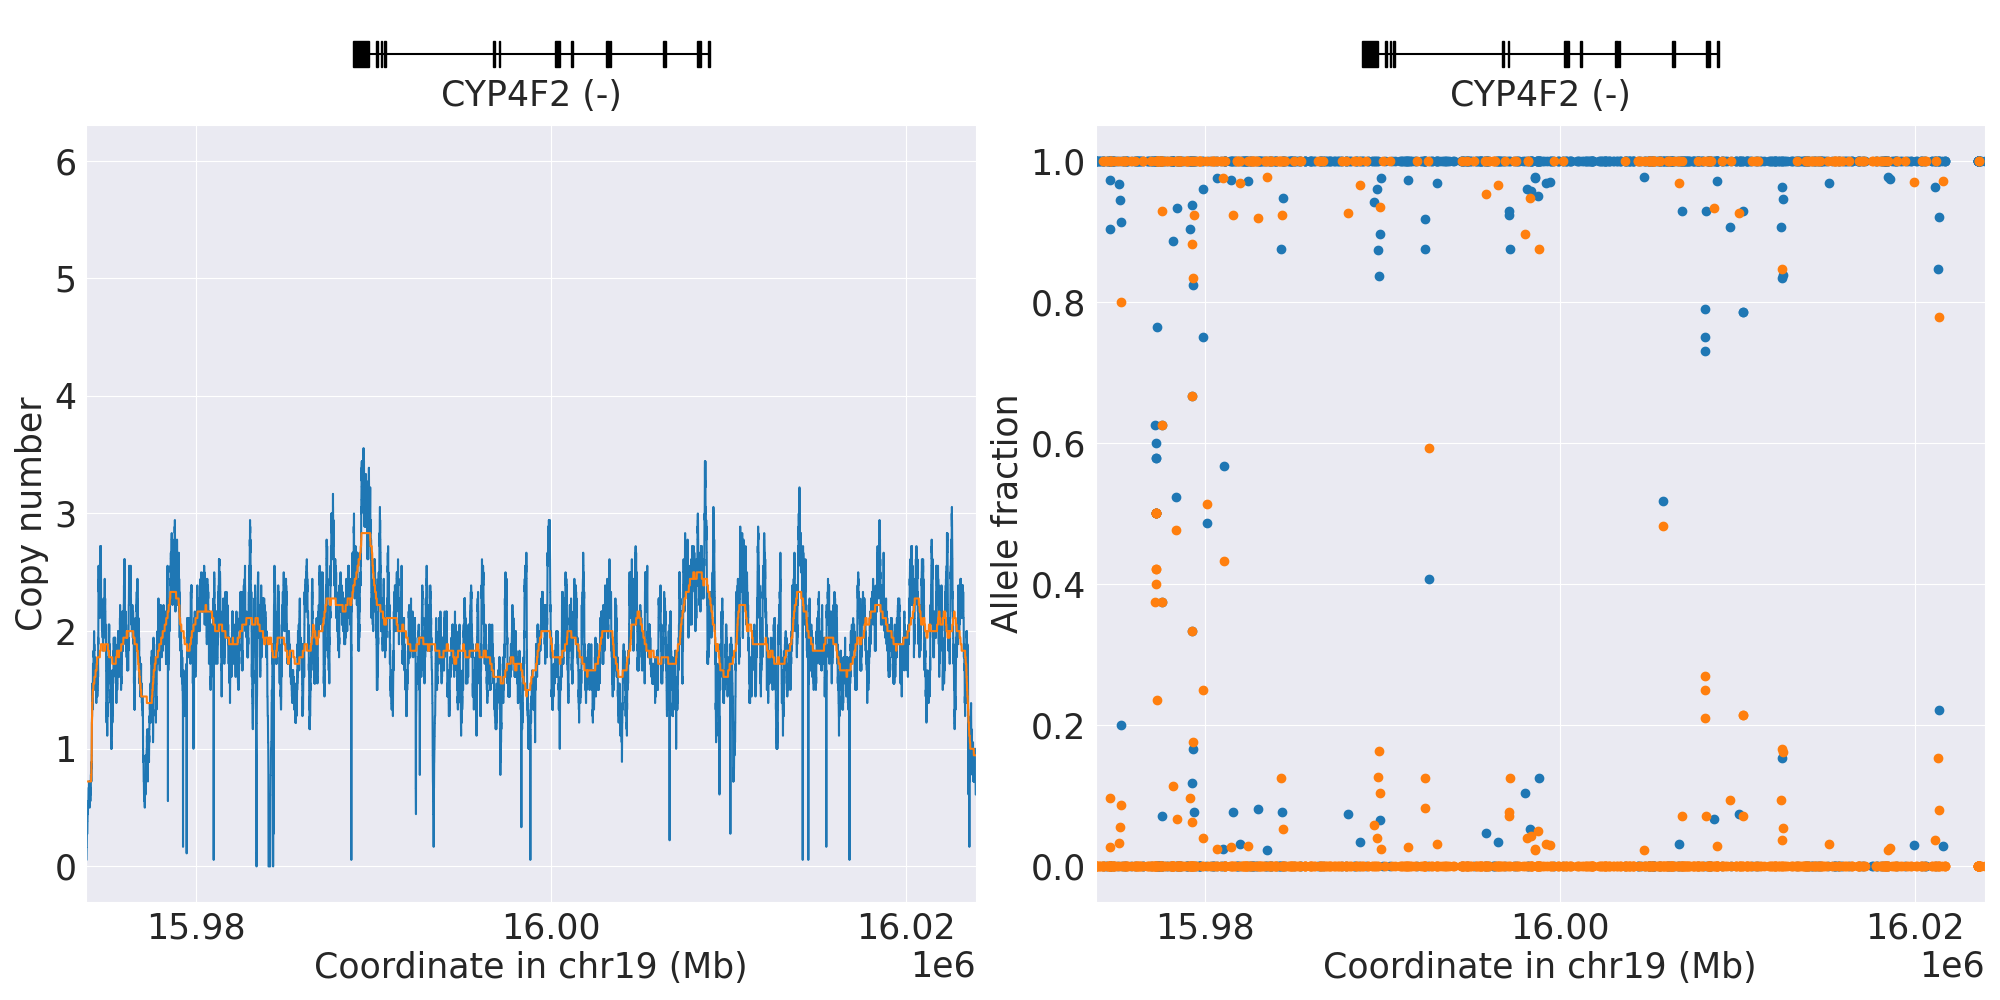 CYP4F2 (-)
CYP4F2 (-)
Copy number
6
5
4
3
2
1
0
15.98
16.00
16.02
Coordinate in chr19 (Mb)
1e6
Allele fraction
1.0
0.8
0.6
0.4
0.2
0.0
15.98
16.00
16.02
Coordinate in chr19 (Mb)
1e6